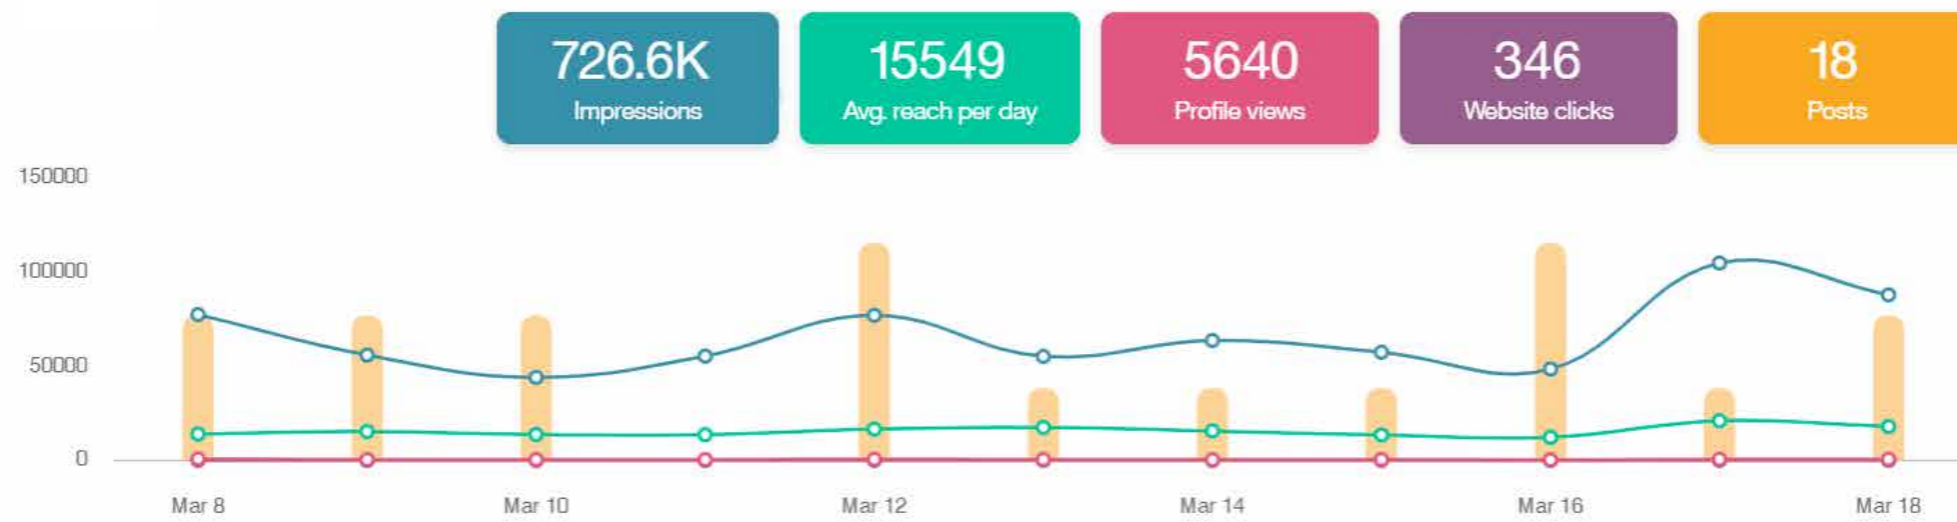 726.6K
Impressions
15549
Avg. reach per day
5640
Profile views
346
Website clicks
18
Posts
150000
100000
50000
0
Mar 8
Mar 10
Mar 12
Mar 14
Mar 16
Mar 18